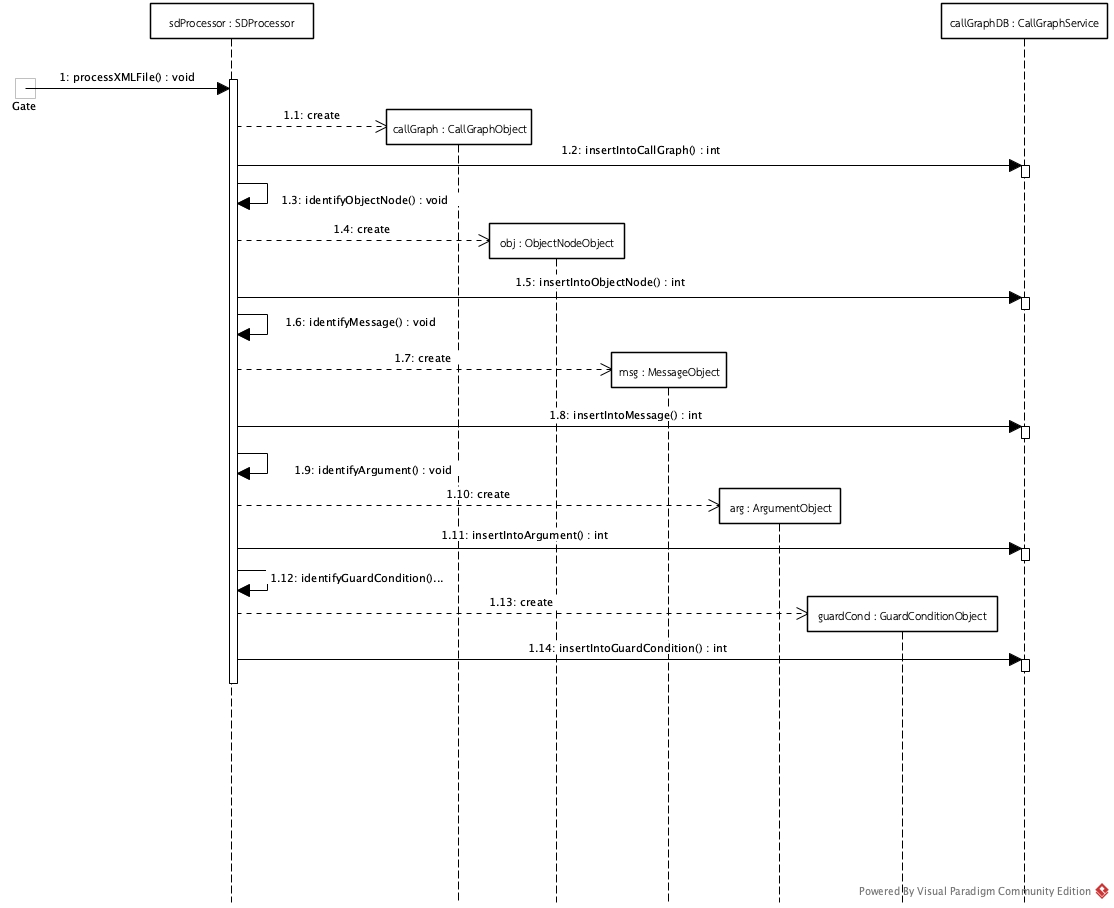 sdProcessor : SDProcessor
callGraphDB : CallGraphService
1: processXMLFile() : void
Gate
1.1: create
callGraph : CallGraphObject
1.2: insertIntoCallGraph() : int
1.3: identifyObjectNode() : void
1.4: create
obj : ObjectNodeObject
1.5: insertIntoObjectNode() : int
1.6: identifyMessage() : void
1.7: create
msg : MessageObject
1.8: insertIntoMessage() : int
1.9: identifyArgument() : void
1.10: create
arg : ArgumentObject
1.11: insertIntoArgument() : int
1.12: identifyGuardCondition()...
1.13: create
guardCond : GuardConditionObject
1.14: insertIntoGuardCondition() : int
Powered By Visual Paradigm Community Edition